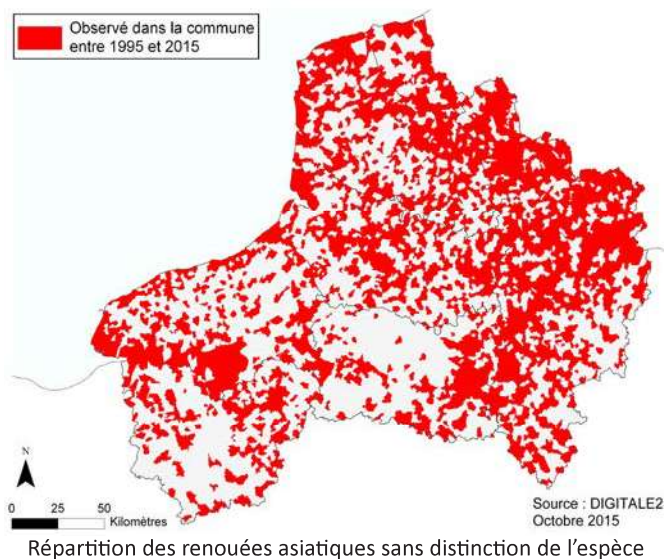 Observé dans la commune
entre 1995 et 2015
N
0 25 50
Kilomètres
Source : DIGITALE2
Octobre 2015
Répartition des renouées asiatiques sans distinction de l'espèce